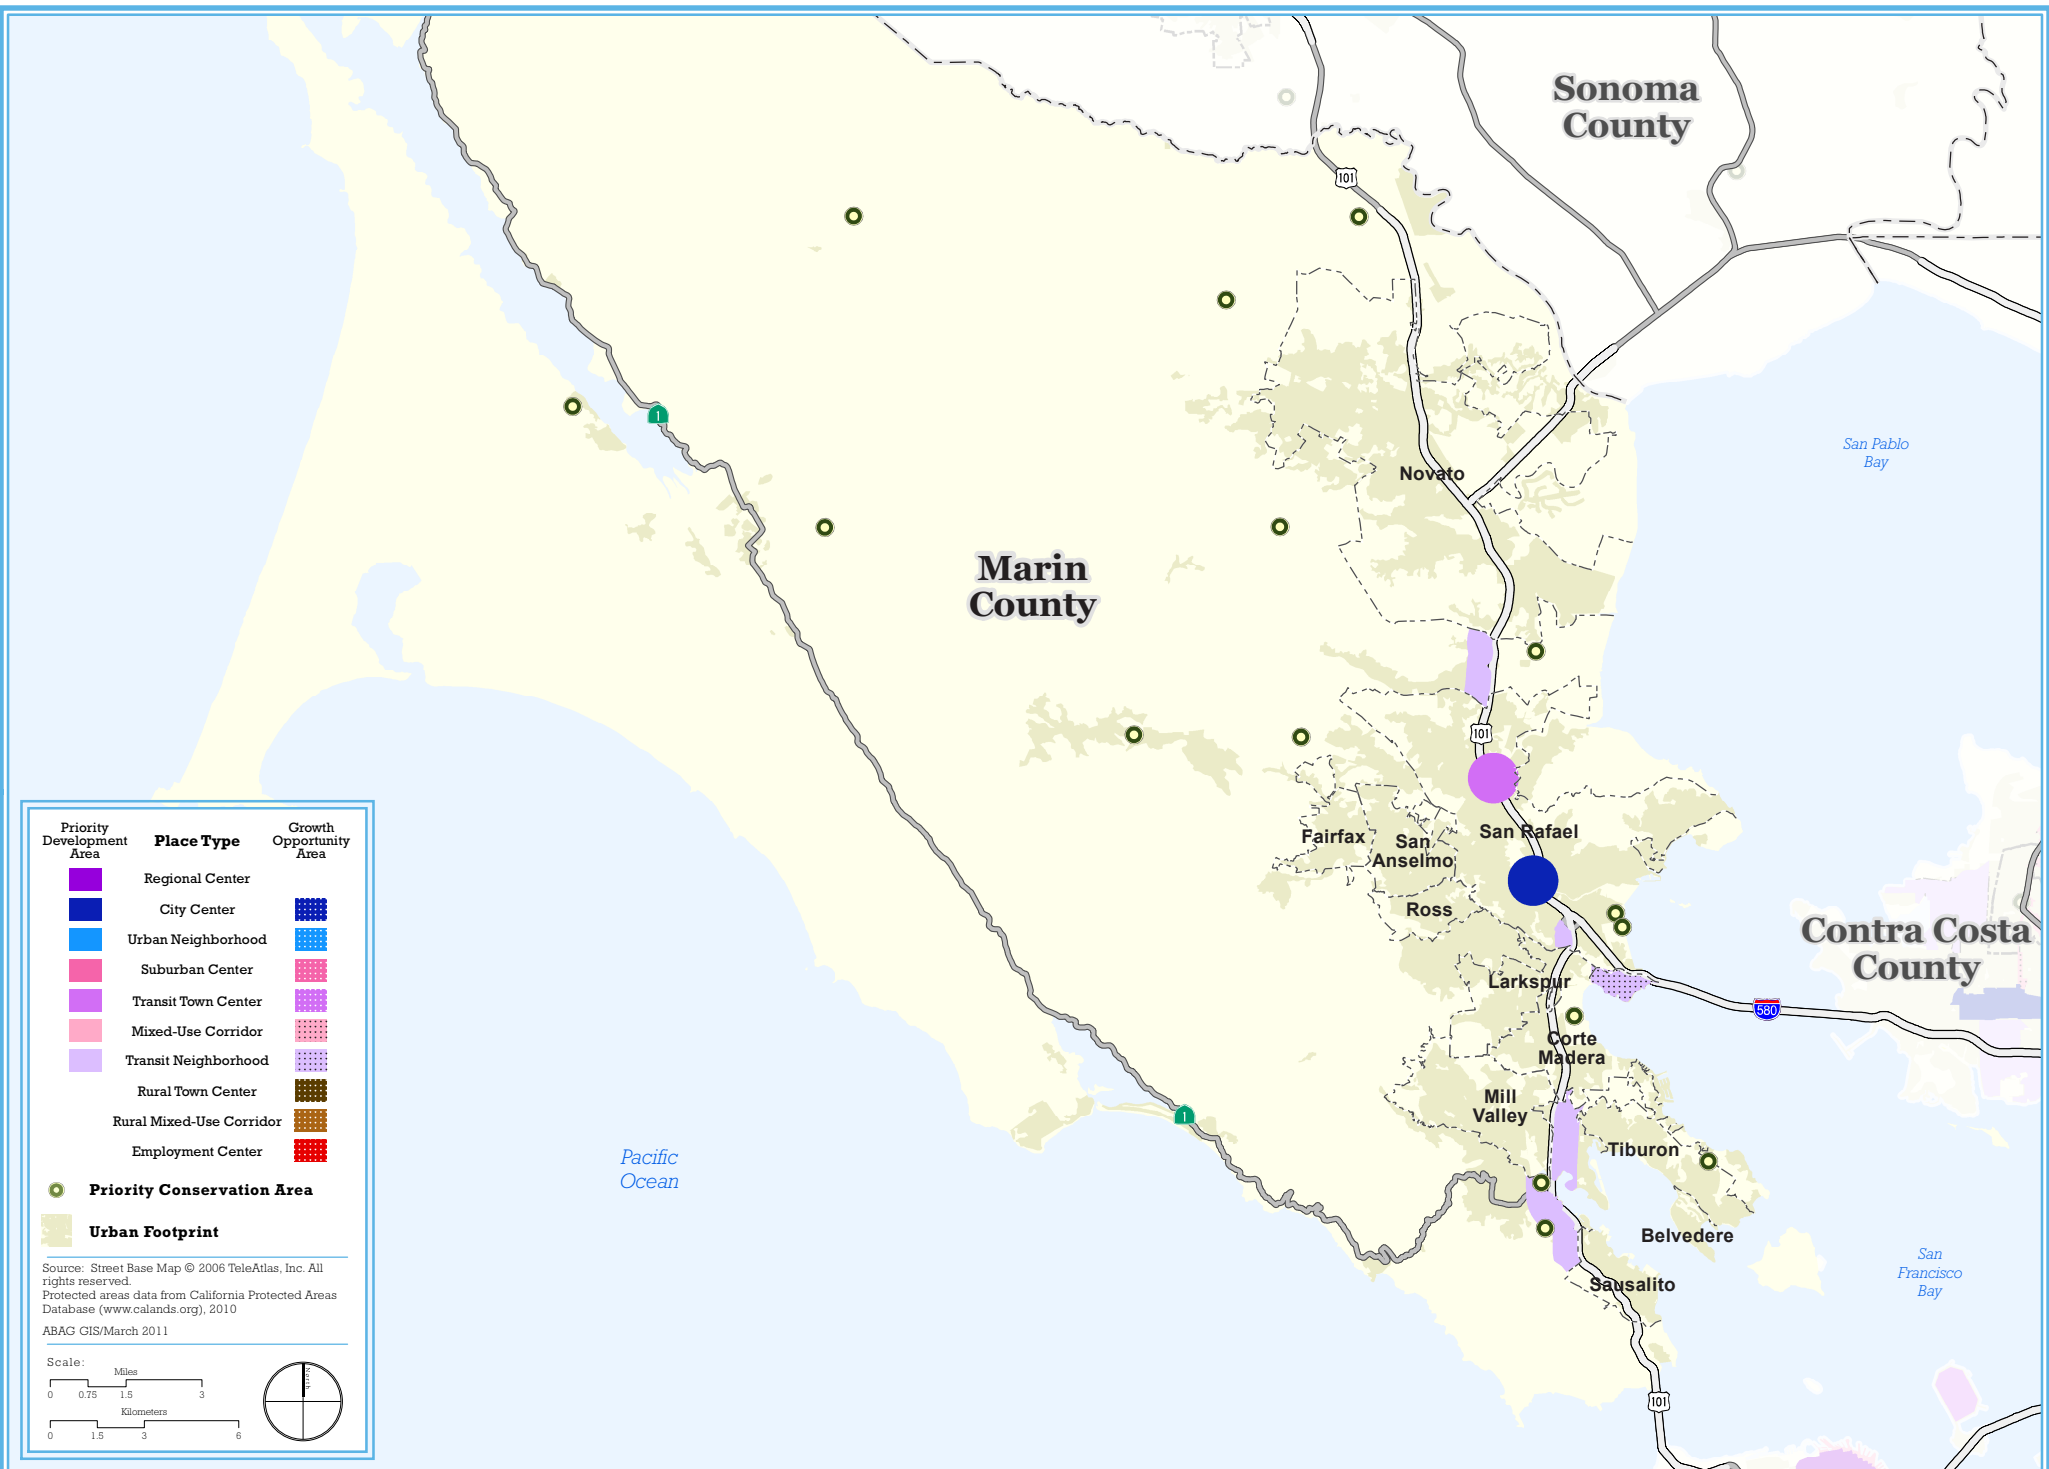 Sonoma
County
101
San Pablo
Bay
1
Novato
Marin
County
101
San Rafael
Fairfax
San
Anselmo
Ross
Contra Costa
County
Larkspur
580
Corte
Madera
Mill
Valley
1
Tiburon
Pacific
Ocean
Belvedere
San
Francisco
Bay
Sausalito
101
Priority
Development
Area
Place Type
Growth
Opportunity
Area
Regional Center
City Center
Urban Neighborhood
Suburban Center
Transit Town Center
Mixed-Use Corridor
Transit Neighborhood
Rural Town Center
Rural Mixed-Use Corridor
Employment Center
Priority Conservation Area
Urban Footprint
Source: Street Base Map © 2006 TeleAtlas, Inc. All
rights reserved.
Protected areas data from California Protected Areas
Database (www.calands.org), 2010
ABAG GIS/March 2011
Scale:
Miles
0 0.75 1.5 3
Kilometers
0 1.5 3 6
North